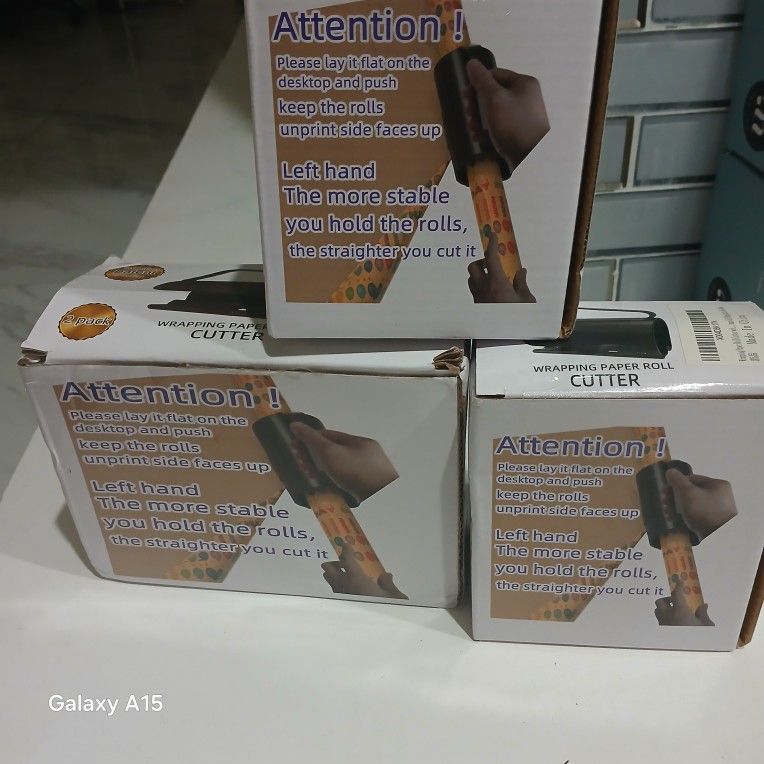 Attention !
Please lay it flat on the
desktop and push
keep the rolls
unprint side faces up
Left hand
The more stable
you hold the rolls,
the straighter you cut it
2 pack
WRAPPING PAPER
CUTTER
Attention !
Please lay it flat on the
desktop and push
keep the rolls
unprint side faces up
Left hand
The more stable
you hold the rolls,
the straighter you cut it
WRAPPING PAPER ROLL
CUTTER
Attention !
Please lay it flat on the
desktop and push
keep the rolls
unprint side faces up
Left hand
The more stable
you hold the rolls,
the straighter you cut it
Galaxy A15